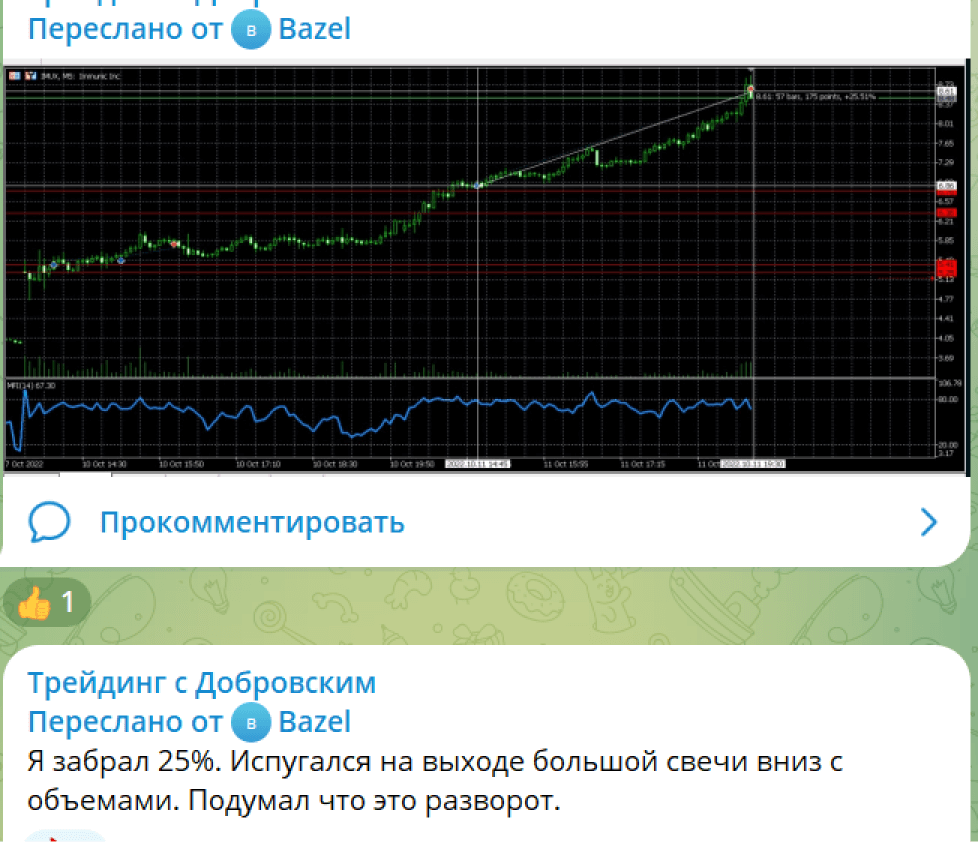 Переслано от B Bazel
IMUX, M5: Immunic Inc
8.73
8.61
8.61: 97 bars, 175 points, +25.51%
8.37
8.01
7.65
7.29
6.86
6.57
6.21
5.85
5.13
4.77
4.41
4.05
3.69
MFI(14) 67.30
106.78
80.00
20.00
3.17
7 Oct 2022 10 Oct 14:30 10 Oct 15:50 10 Oct 17:10 10 Oct 18:30 10 Oct 19:50 2022.10.11 14:45 11 Oct 15:55 11 Oct 17:15 11 Oct 2022.10.11 19:30
Прокомментировать
1
Трейдинг с Добровским
Переслано от B Bazel
Я забрал 25%. Испугался на выходе большой свечи вниз с
объемами. Подумал что это разворот.